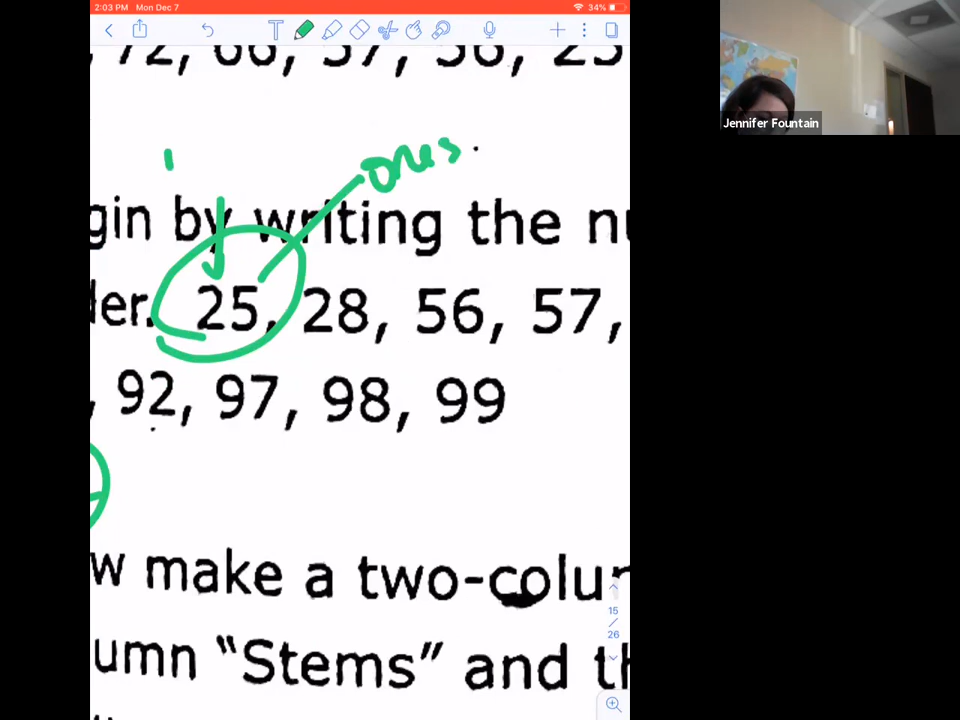 2:03 PM Mon Dec 7
34%
72, 66, 57, 56, 25
ones
gin by writing the nu
der. 25, 28, 56, 57,
, 92, 97, 98, 99
w make a two-colum
umn “Stems” and th
15
/
26
Jennifer Fountain